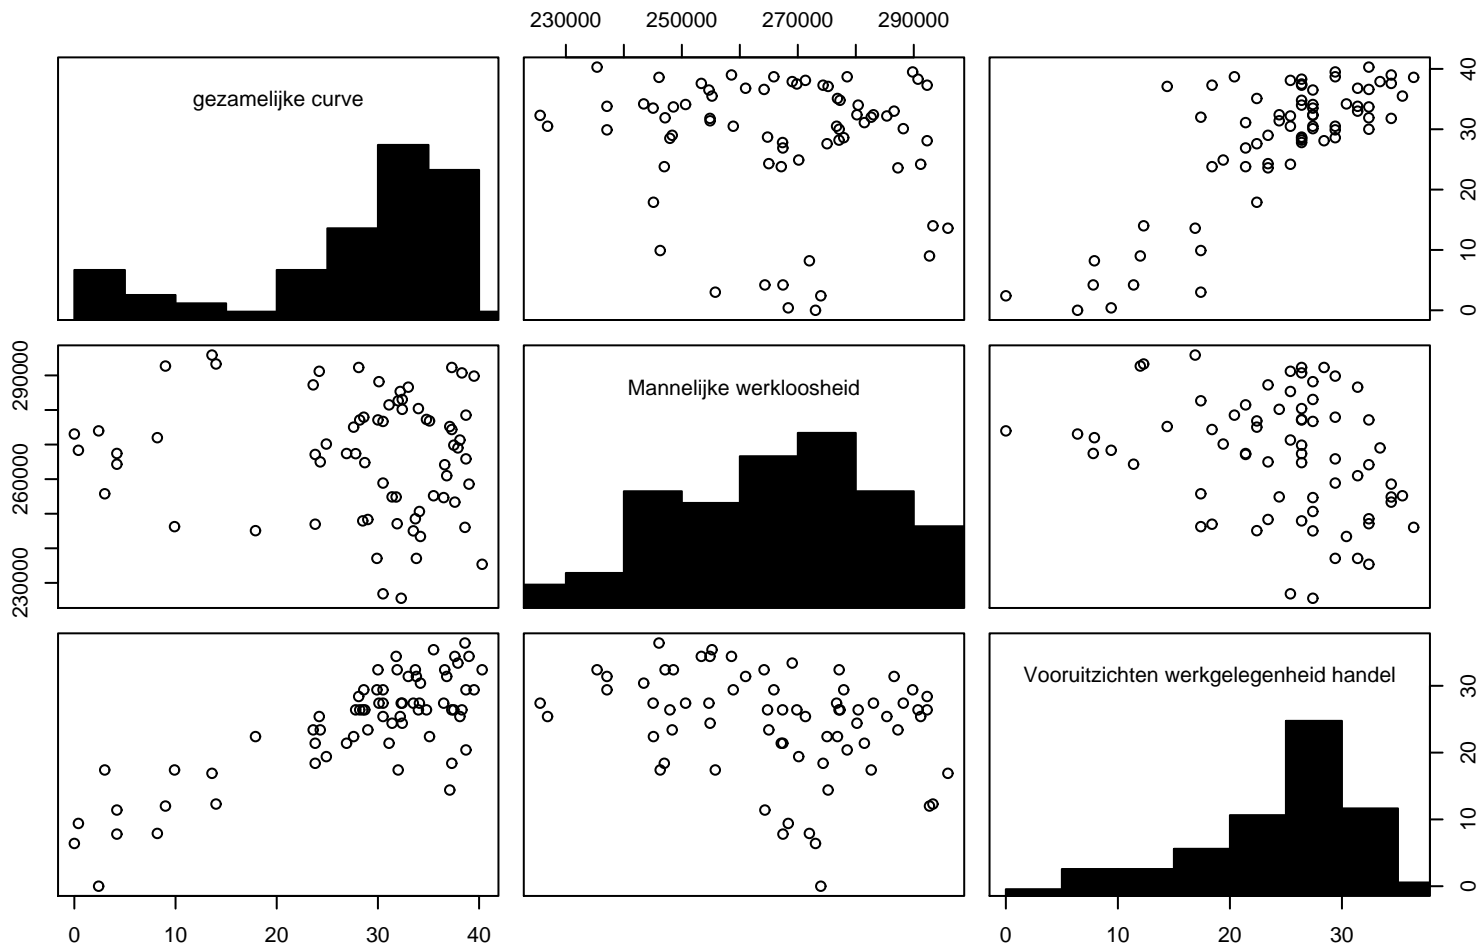 230000 250000 270000 290000
gezamelijke curve
0 10 20 30 40
230000 260000 290000
Mannelijke werkloosheid
Vooruitzichten werkgelegenheid handel
0 10 20 30
0 10 20 30 40
0 10 20 30